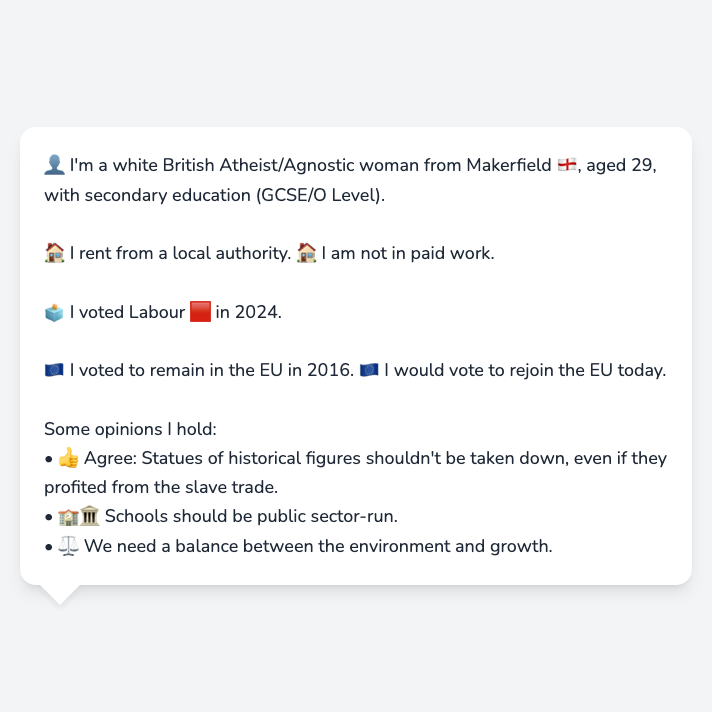 👤 I'm a white British Atheist/Agnostic woman from Makerfield 🏴󠁧󠁢󠁥󠁮󠁧󠁿, aged 29,
with secondary education (GCSE/O Level).
🏠 I rent from a local authority. 🏠 I am not in paid work.
🗳️ I voted Labour 🟥 in 2024.
🇪🇺 I voted to remain in the EU in 2016. 🇪🇺 I would vote to rejoin the EU today.
Some opinions I hold:
• 👍 Agree: Statues of historical figures shouldn't be taken down, even if they
profited from the slave trade.
• 🏫🏛️ Schools should be public sector-run.
• ⚖️ We need a balance between the environment and growth.